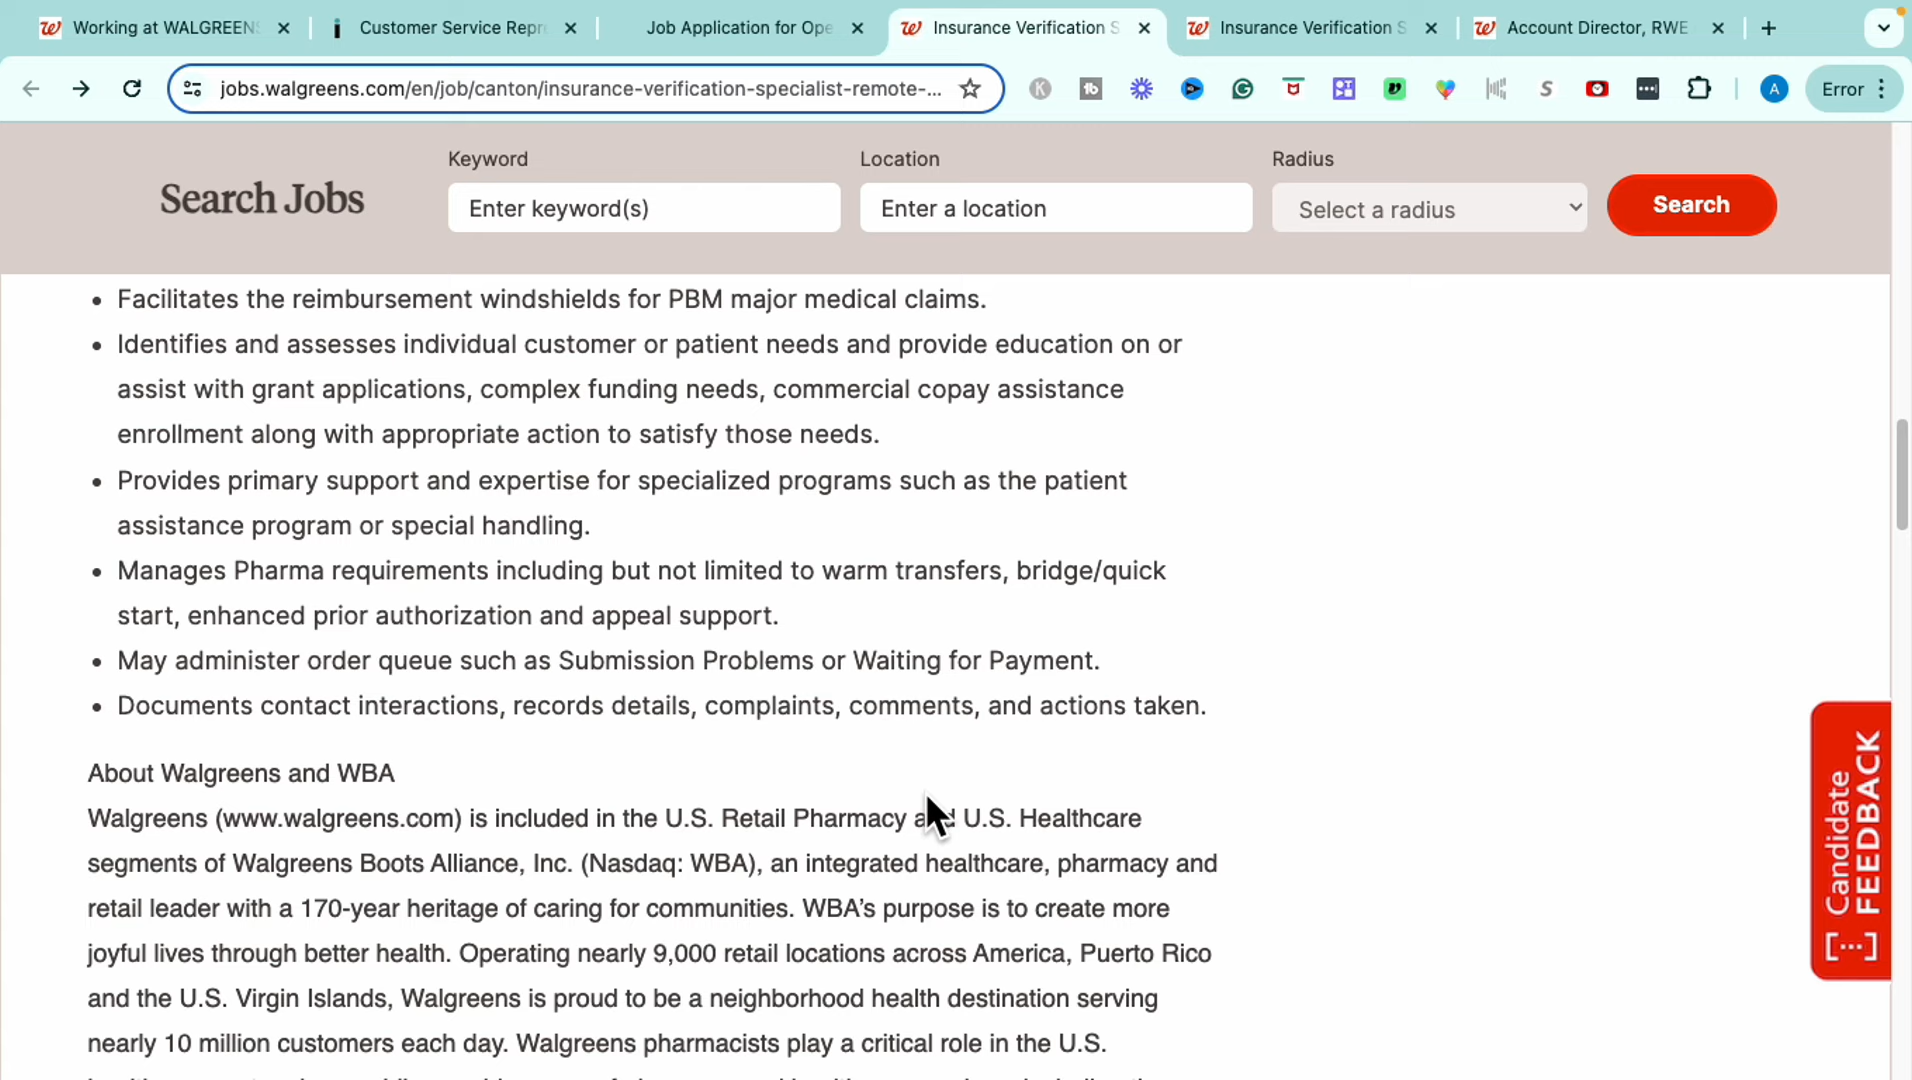 Working at WALGREENS
Customer Service Repr
Job Application for Ope
Insurance Verification S
Insurance Verification S
Account Director, RWE
jobs.walgreens.com/en/job/canton/insurance-verification-specialist-remote-...
Error
Search Jobs
Keyword
Enter keyword(s)
Location
Enter a location
Radius
Select a radius
Search
• Facilitates the reimbursement windshields for PBM major medical claims.
• Identifies and assesses individual customer or patient needs and provide education on or
assist with grant applications, complex funding needs, commercial copay assistance
enrollment along with appropriate action to satisfy those needs.
• Provides primary support and expertise for specialized programs such as the patient
assistance program or special handling.
• Manages Pharma requirements including but not limited to warm transfers, bridge/quick
start, enhanced prior authorization and appeal support.
• May administer order queue such as Submission Problems or Waiting for Payment.
• Documents contact interactions, records details, complaints, comments, and actions taken.
About Walgreens and WBA
Walgreens (www.walgreens.com) is included in the U.S. Retail Pharmacy and U.S. Healthcare
segments of Walgreens Boots Alliance, Inc. (Nasdaq: WBA), an integrated healthcare, pharmacy and
retail leader with a 170-year heritage of caring for communities. WBA’s purpose is to create more
joyful lives through better health. Operating nearly 9,000 retail locations across America, Puerto Rico
and the U.S. Virgin Islands, Walgreens is proud to be a neighborhood health destination serving
nearly 10 million customers each day. Walgreens pharmacists play a critical role in the U.S.
Candidate
FEEDBACK